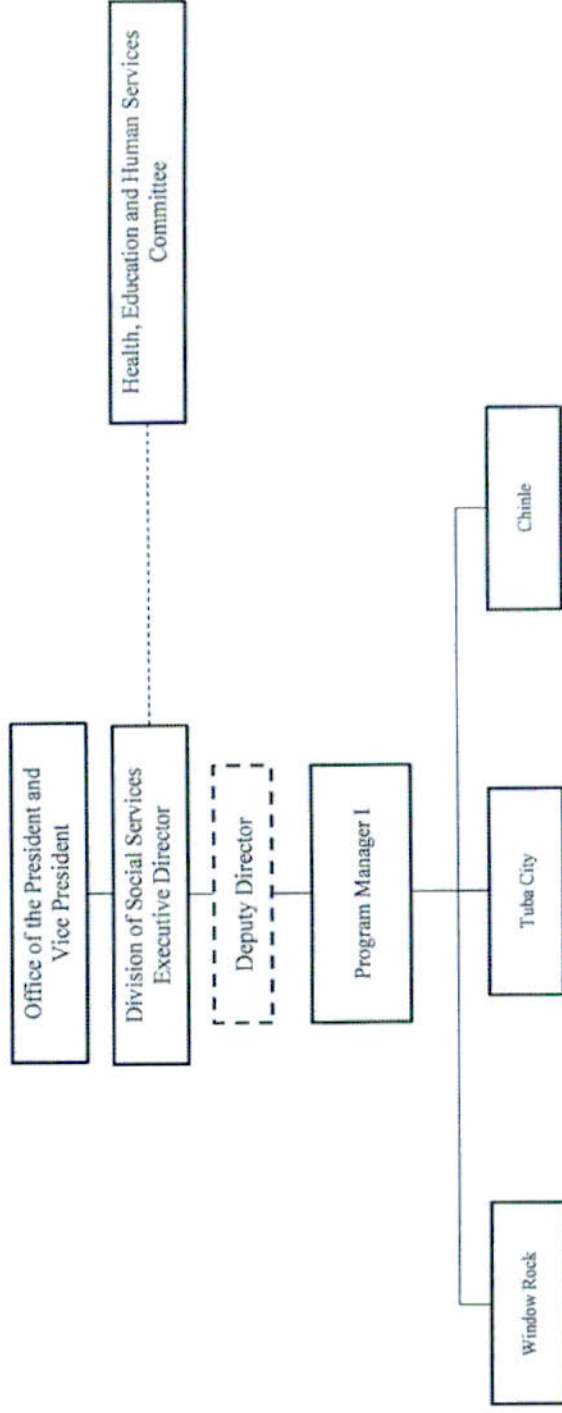 Office of the President and
Vice President
Division of Social Services
Executive Director
Health, Education and Human Services
Committee
Deputy Director
Program Manager I
Window Rock
Tuba City
Chinle